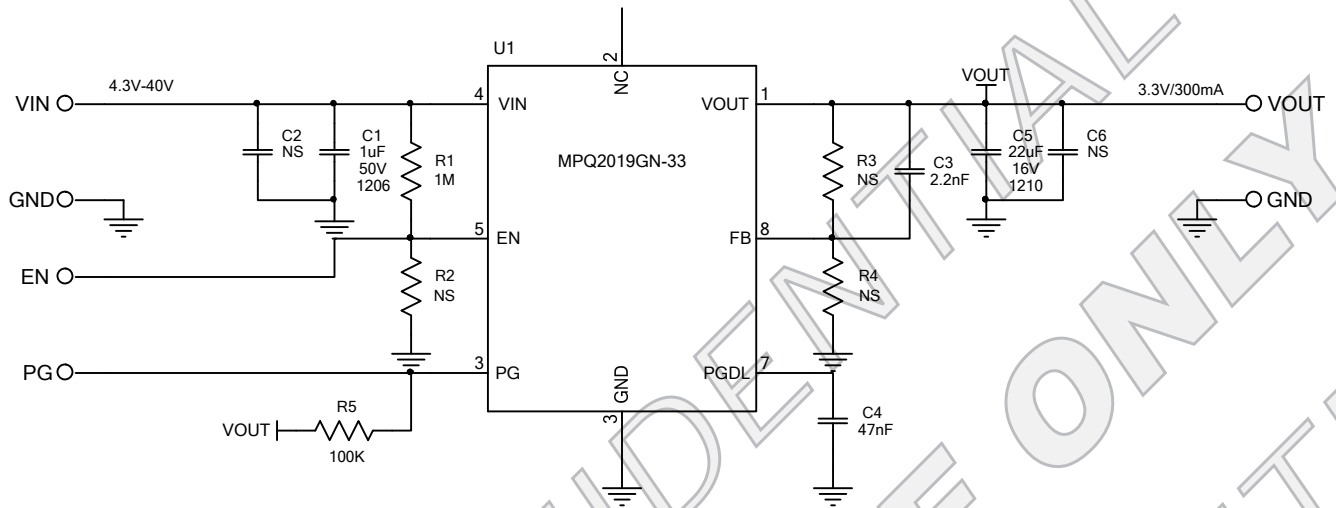 U1
2
NC
4.3V-40V
VIN
4
VIN
VOUT
1
VOUT
3.3V/300mA
VOUT
C2
NS
C1
1uF
50V
1206
R1
1M
MPQ2019GN-33
R3
NS
C3
2.2nF
C5
22uF
16V
1210
C6
NS
GND
GND
5
EN
FB
8
EN
R2
NS
R4
NS
PG
3
PG
PGDL
7
GND
3
VOUT
R5
100K
C4
47nF
IDENTIAL
E ONLY
NT